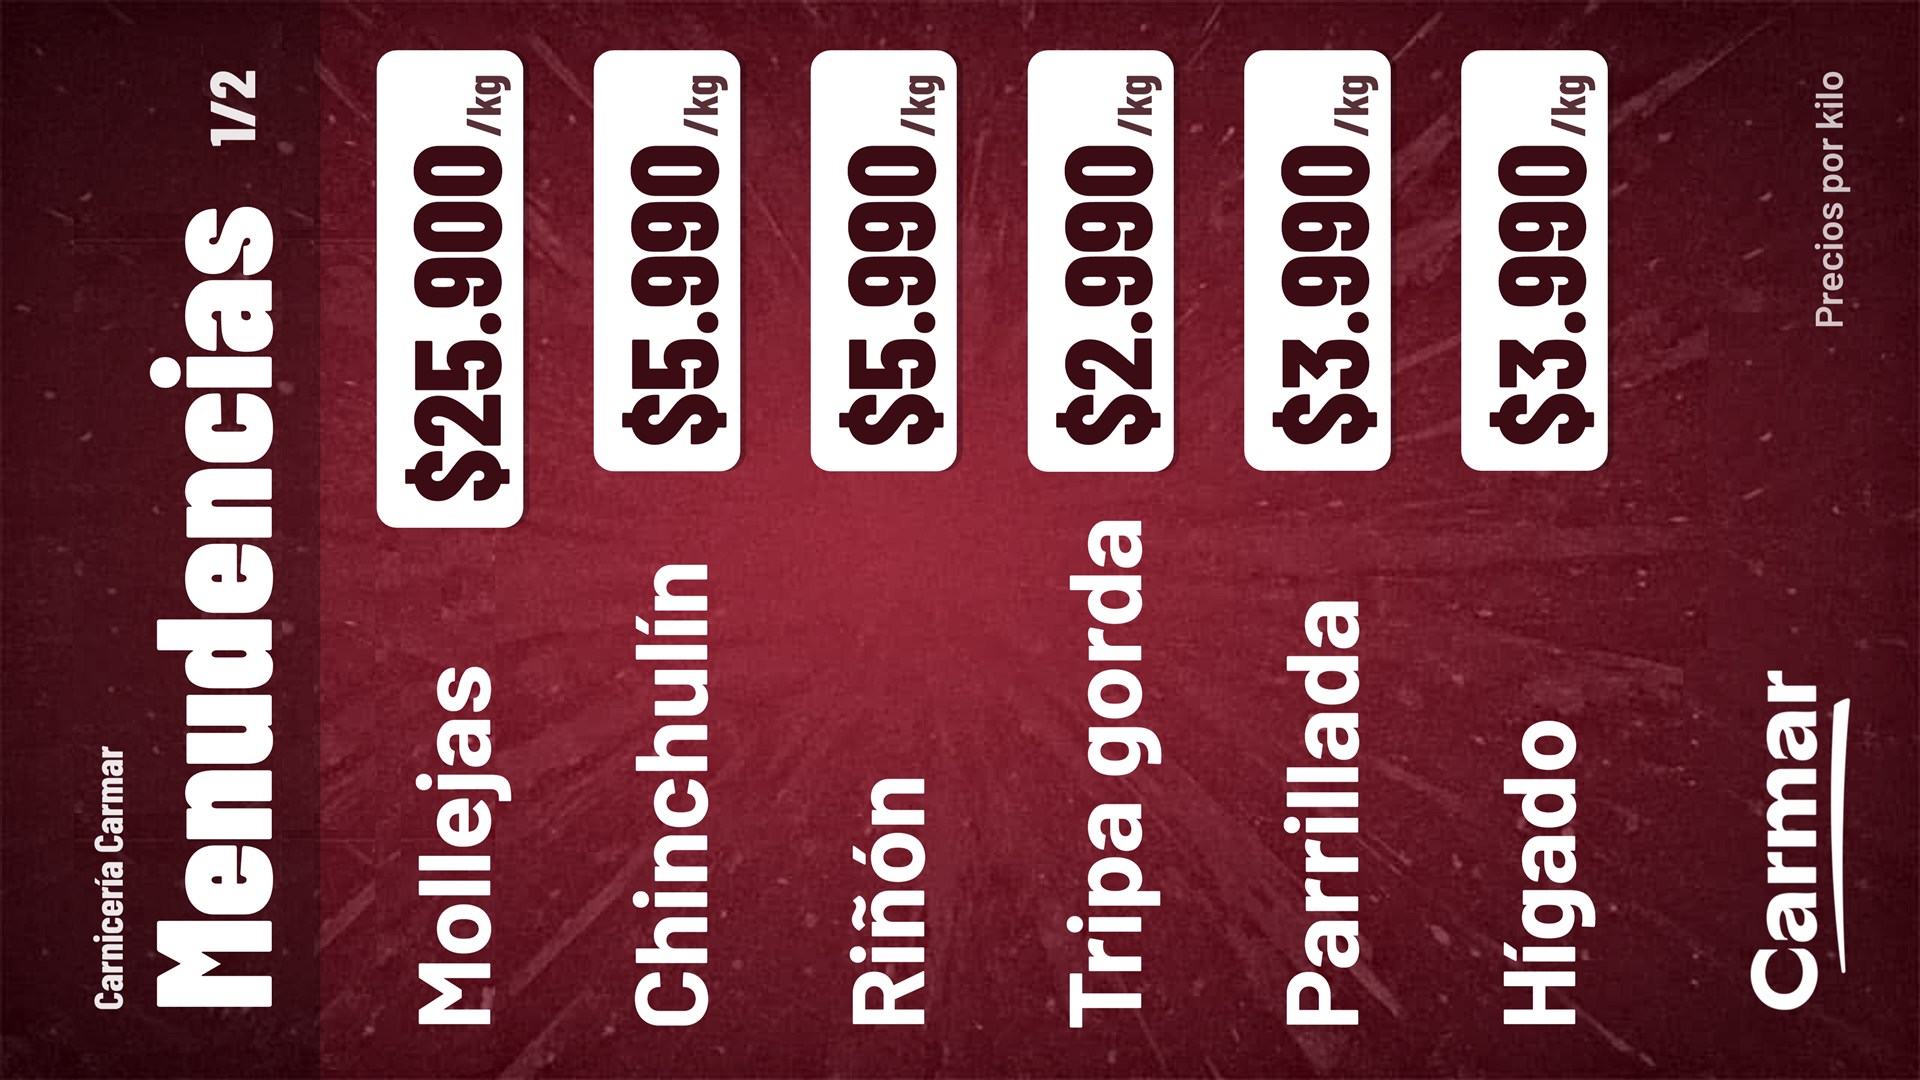 Carnicería Carmar
Menudencias 1/2
Mollejas $25.900/kg
Chinchulín $5.990/kg
Riñón $5.990/kg
Tripa gorda $2.990/kg
Parrillada $3.990/kg
Hígado $3.990/kg
Carmar
Precios por kilo